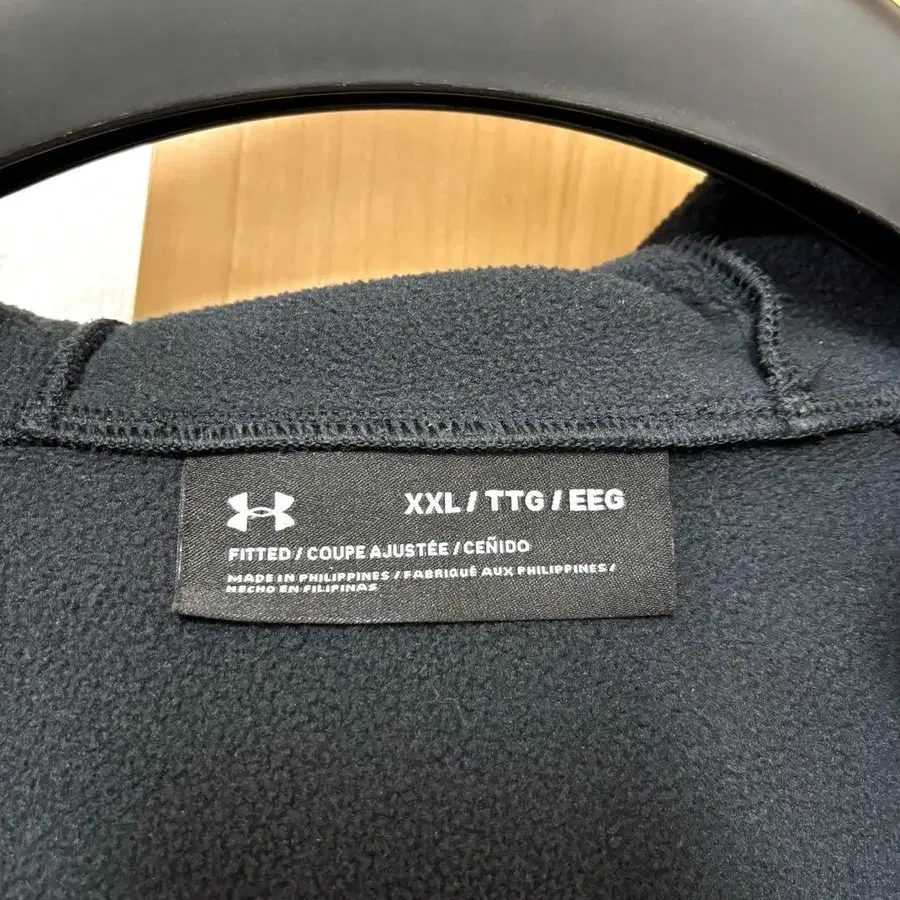 XXL / TTG / EEG
FITTED / COUPE AJUSTÉE / CEÑIDO
MADE IN PHILIPPINES / FABRIQUÉ AUX PHILIPPINES /
HECHO EN FILIPINAS